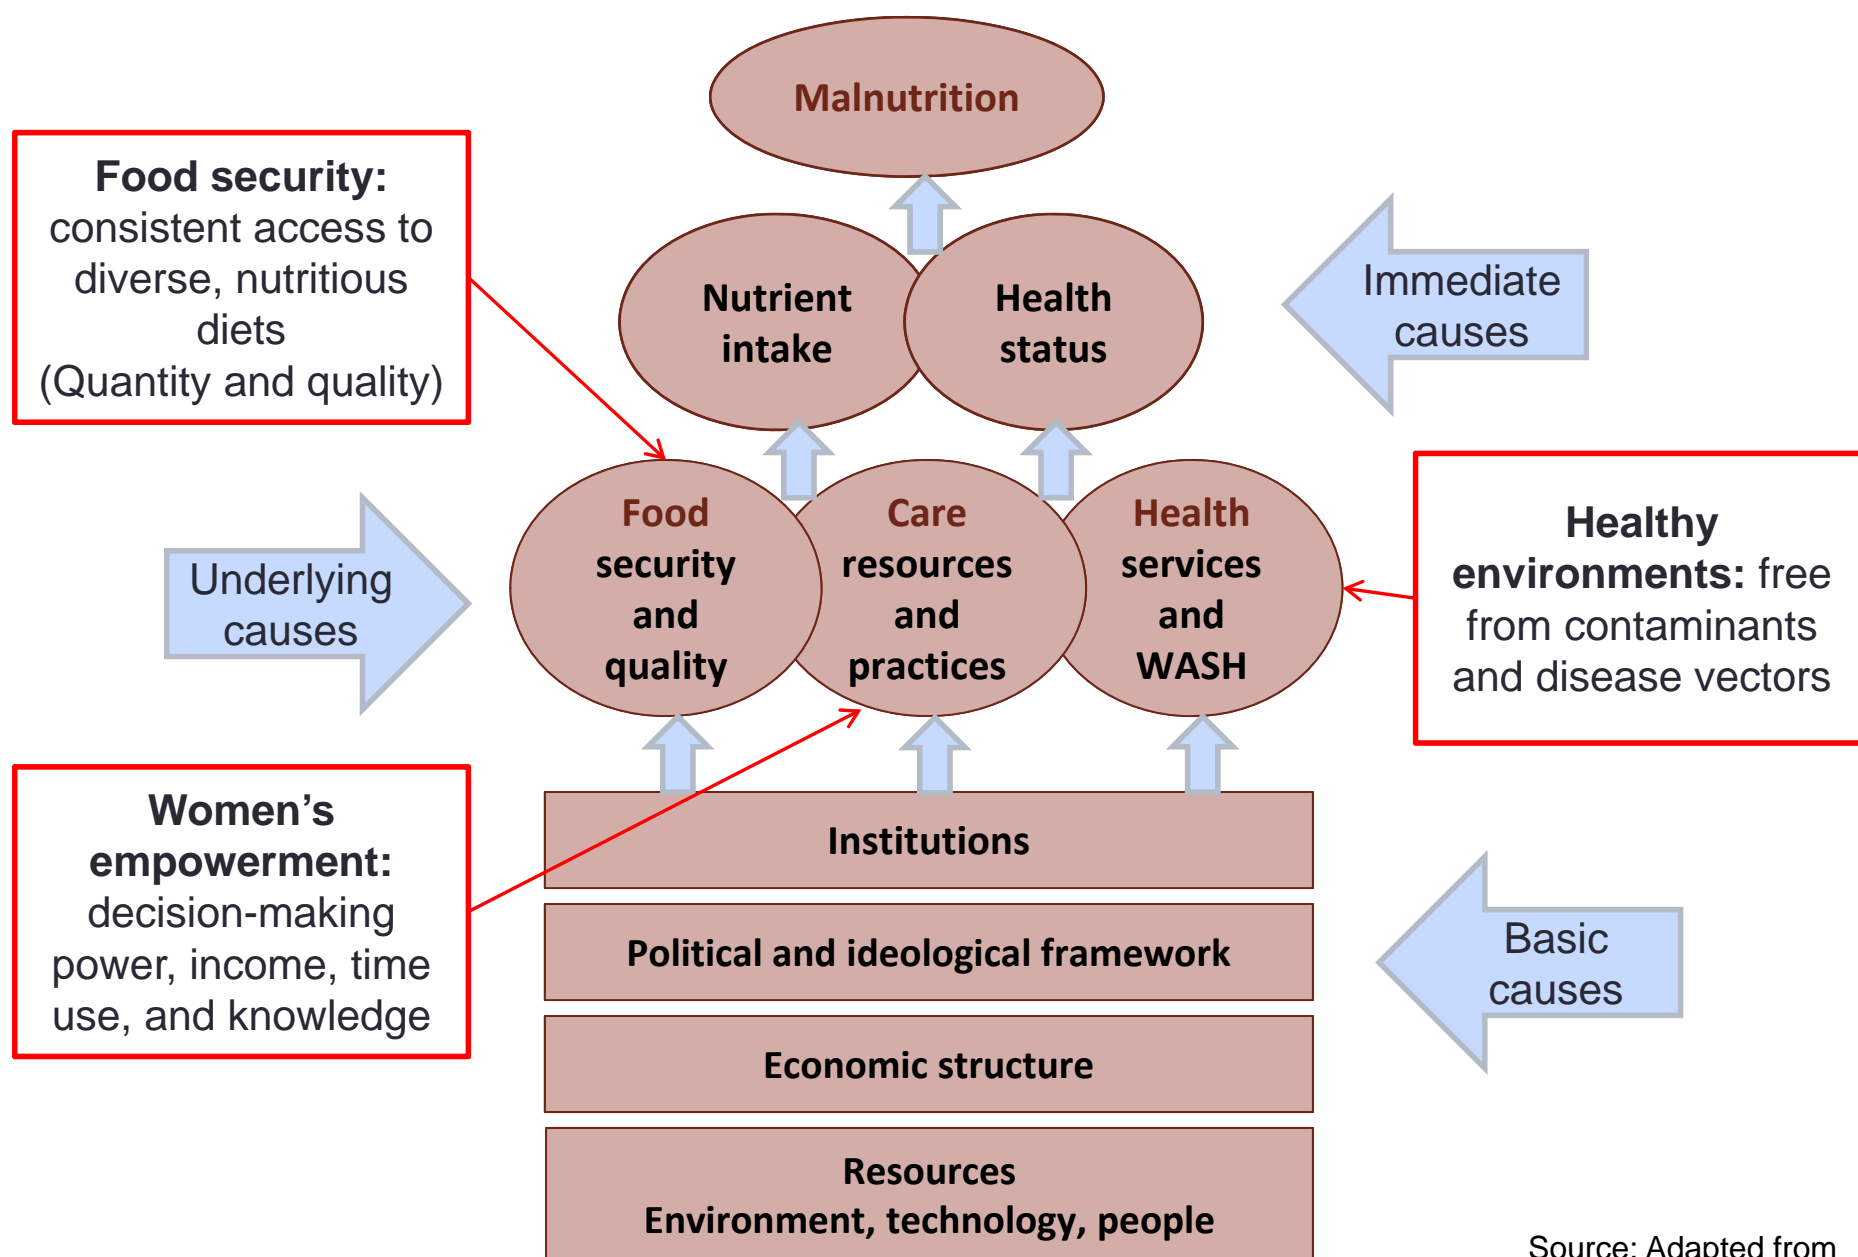 Malnutrition
Food security:
consistent access to
diverse, nutritious
diets
(Quantity and quality)
Nutrient
intake
Health
status
Immediate
causes
Underlying
causes
Food
security
and
quality
Care
resources
and
practices
Health
services
and
WASH
Healthy
environments: free
from contaminants
and disease vectors
Women’s
empowerment:
decision-making
power, income, time
use, and knowledge
Institutions
Political and ideological framework
Basic
causes
Economic structure
Resources
Environment, technology, people
Source: Adapted from